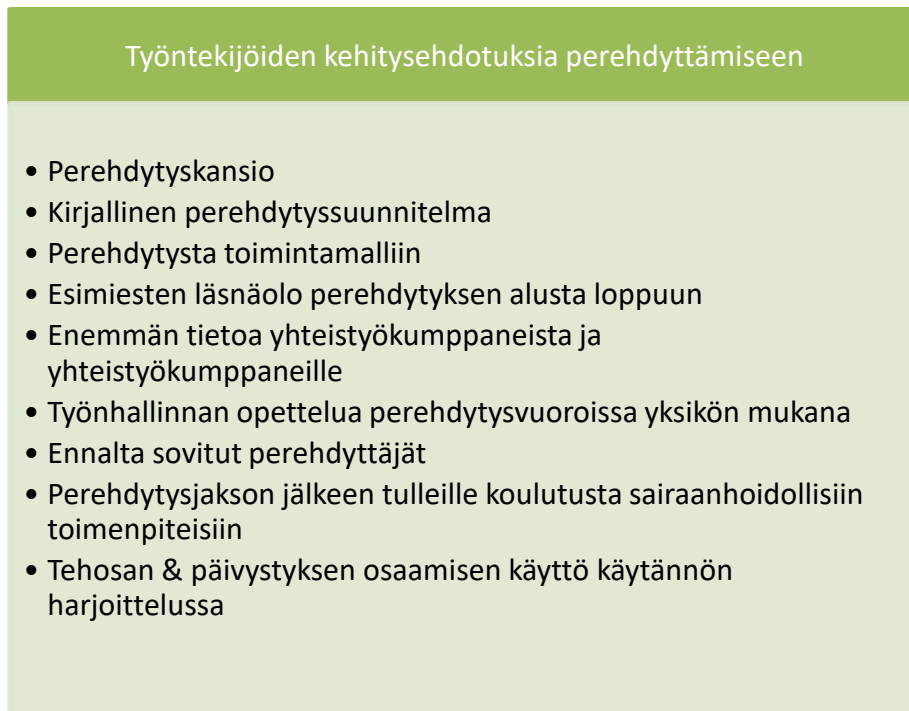 Työntekijöiden kehitysehdotuksia perehdyttämiseen
• Perehdytyskansio
• Kirjallinen perehdytyssuunnitelma
• Perehdytysta toimintamalliin
• Esimiesten läsnäolo perehdytyksen alusta loppuun
• Enemmän tietoa yhteistyökumppaneista ja
yhteistyökumppaneille
• Työnhallinnan opettelua perehdytysvuoroissa yksikön mukana
• Ennalta sovitut perehdyttäjät
• Perehdytysjakson jälkeen tulleille koulutusta sairaanhoidollisiin
toimenpiteisiin
• Tehosan & päivystyksen osaamisen käyttö käytännön
harjoittelussa